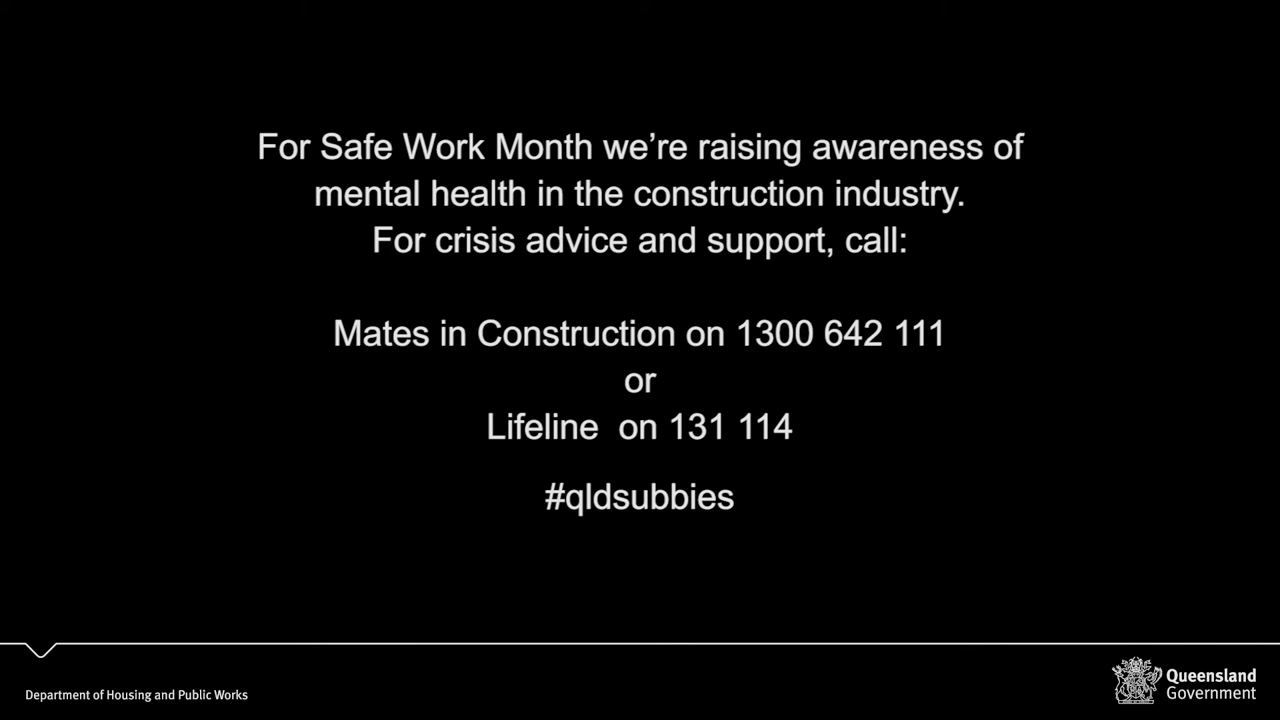 For Safe Work Month we’re raising awareness of
mental health in the construction industry.
For crisis advice and support, call:
Mates in Construction on 1300 642 111
or
Lifeline on 131 114
#qldsubbies
Department of Housing and Public Works
Queensland
Government